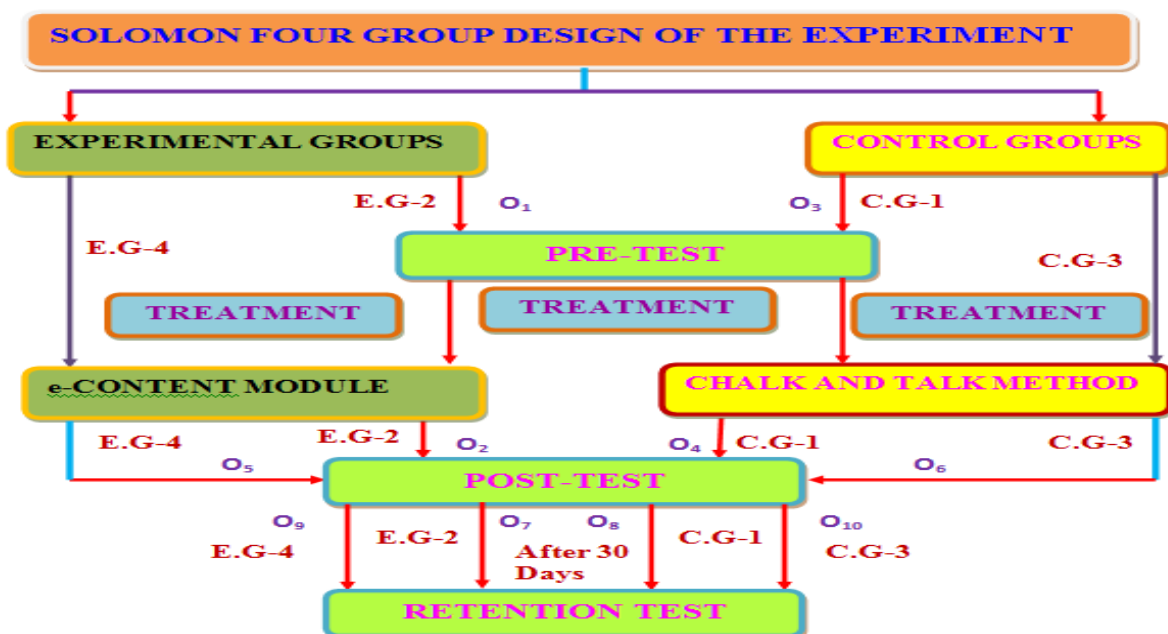 SOLOMON FOUR GROUP DESIGN OF THE EXPERIMENT
EXPERIMENTAL GROUPS
CONTROL GROUPS
E.G-2
O₁
O₃
C.G-1
E.G-4
PRE-TEST
C.G-3
TREATMENT
TREATMENT
TREATMENT
e-CONTENT MODULE
CHALK AND TALK METHOD
E.G-4
E.G-2
O₂
O₄
C.G-1
C.G-3
O₅
POST-TEST
O₆
O₉
E.G-4
E.G-2
O₇
O₈
After 30
Days
C.G-1
O₁₀
C.G-3
RETENTION TEST